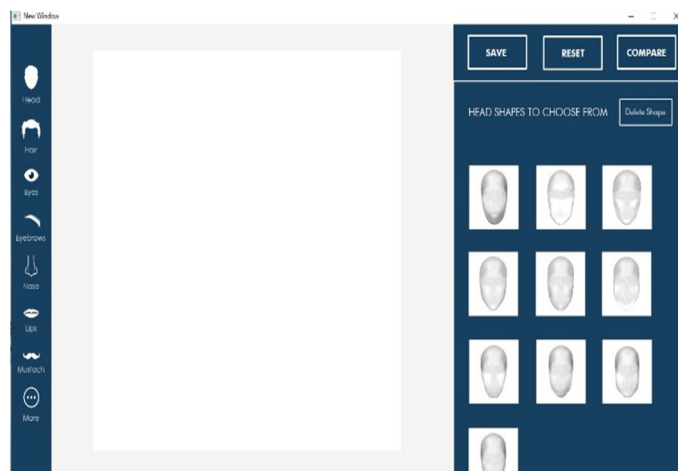 New Window
SAVE
RESET
COMPARE
HEAD SHAPES TO CHOOSE FROM
Delete Shape
Head
Hair
Eyes
Eyebrows
Nose
Lips
Mustach
More